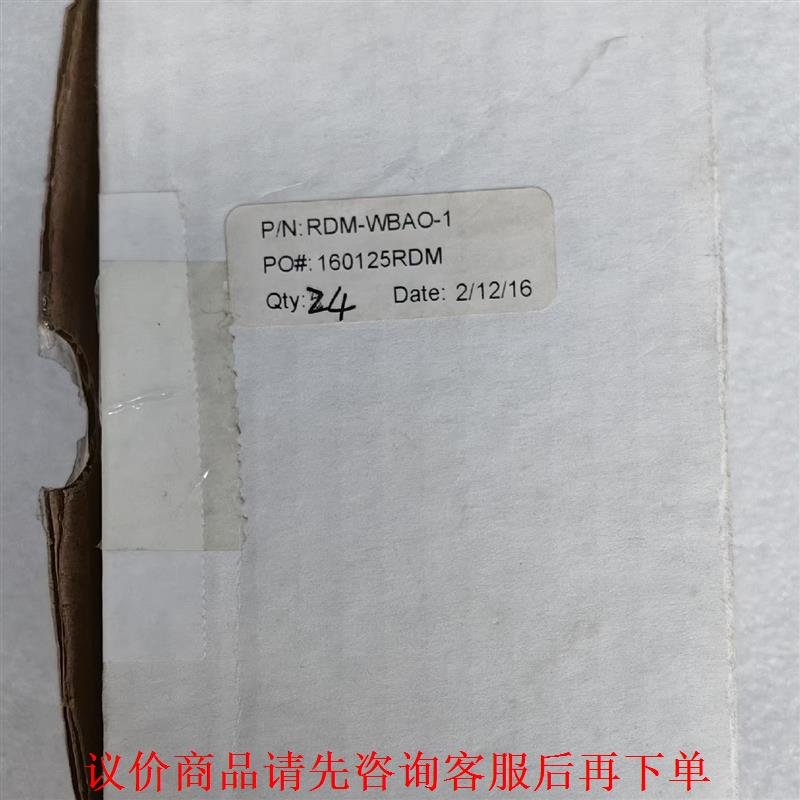 P/N: RDM-WBAO-1
PO#: 160125RDM
Qty: 24 Date: 2/12/16
议价商品请先咨询客服后再下单